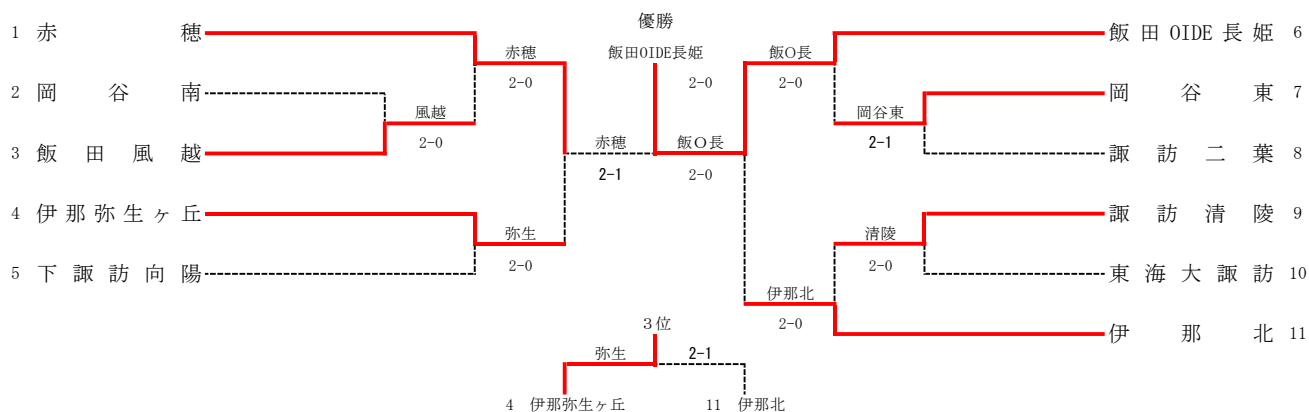 優勝
1 赤穂
赤穂
飯田OIDE長姫
飯O長
飯田OIDE長姫 6
2-0
2-0
2-0
2 岡谷南
岡谷東 7
風越
岡谷東
2-0
赤穂
飯O長
2-1
3 飯田風越
諏訪二葉 8
2-1
2-0
4 伊那弥生ヶ丘
諏訪清陵 9
弥生
清陵
2-0
2-0
5 下諏訪向陽
東海大諏訪 10
伊那北
3位
2-0
伊那北 11
弥生
2-1
4 伊那弥生ヶ丘
11 伊那北